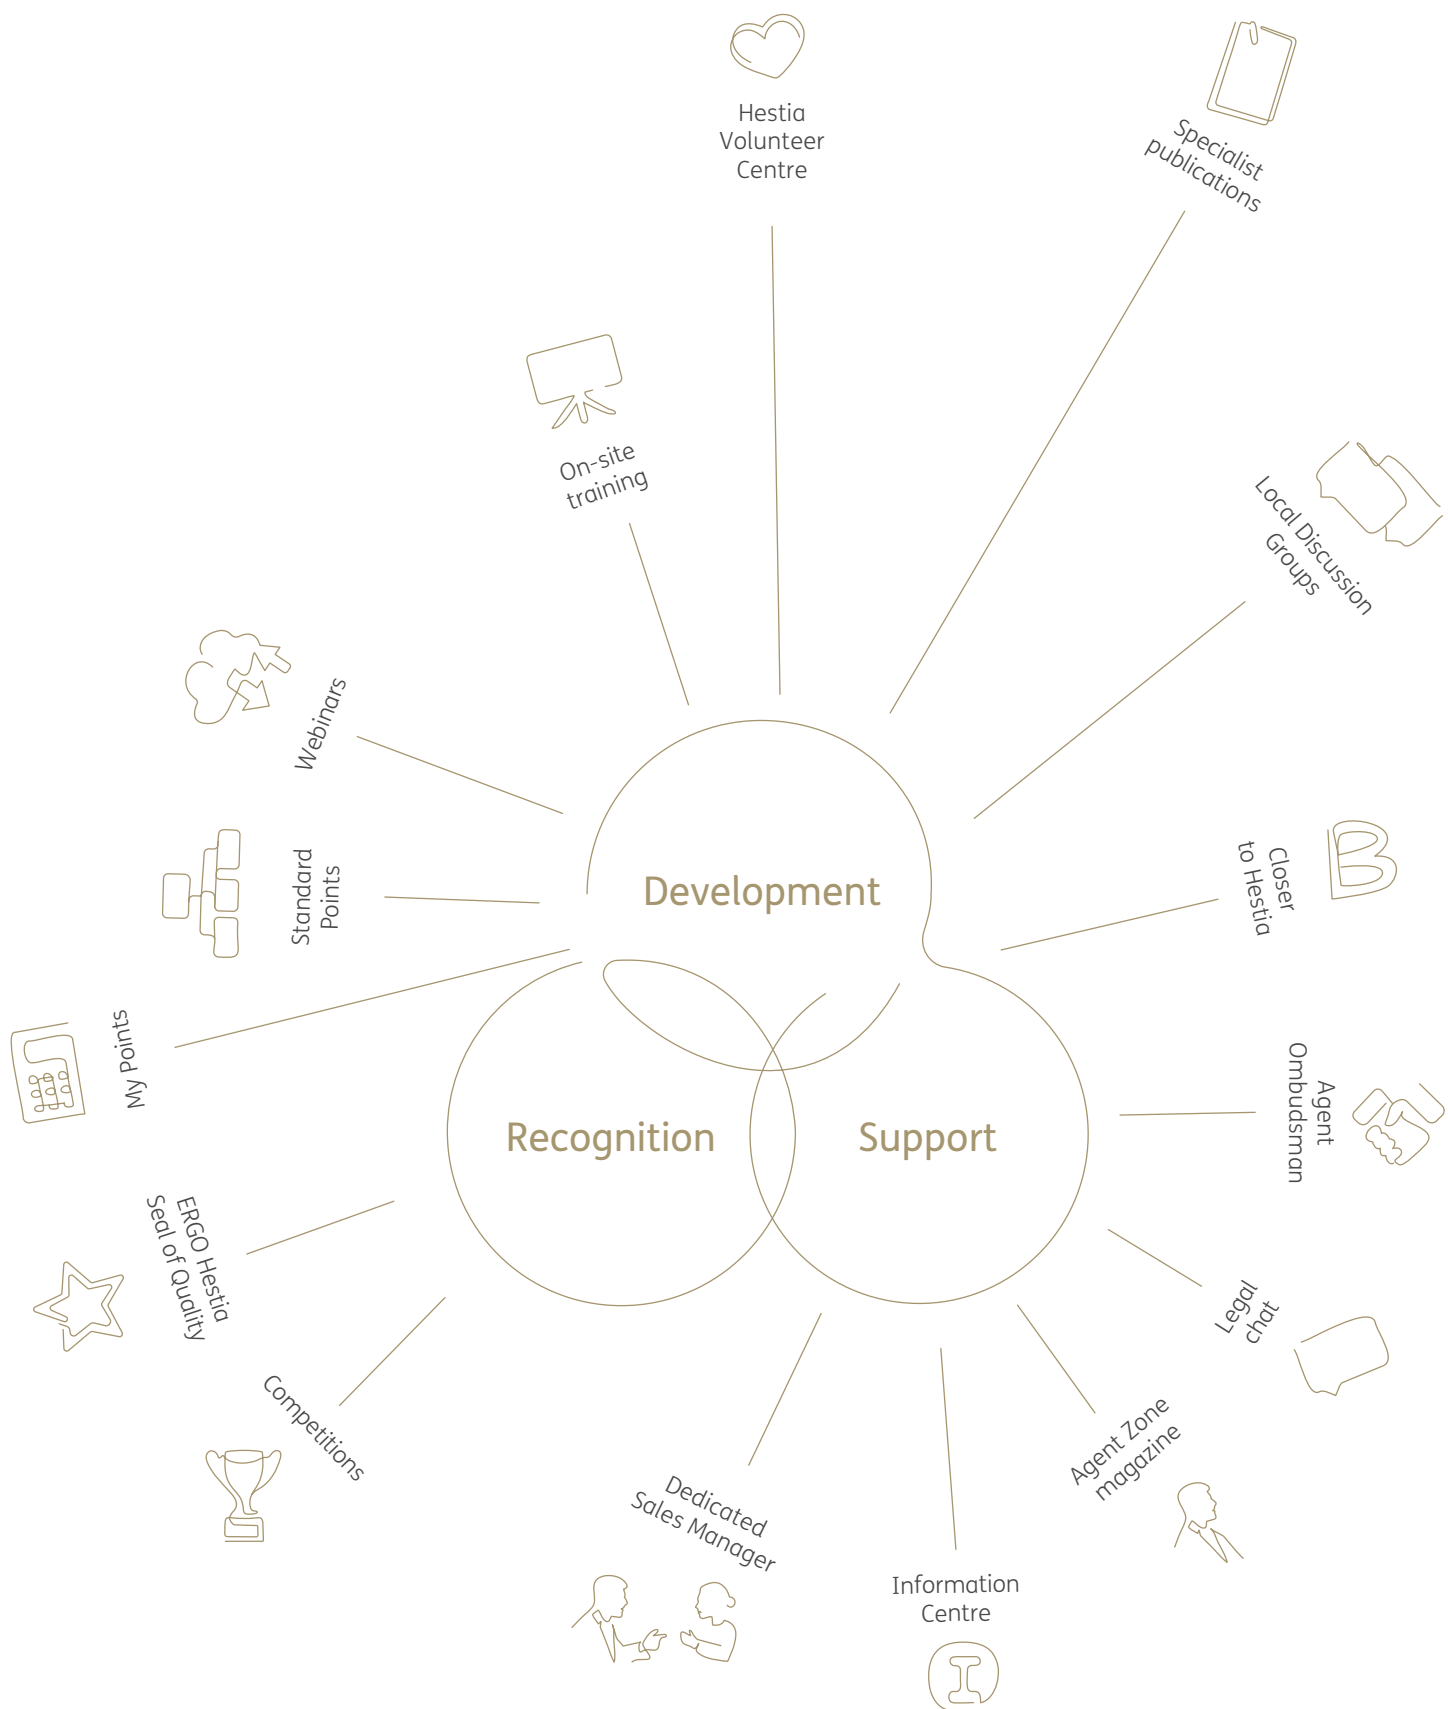 Hestia
Volunteer
Centre
Specialist
publications
On-site
training
Local Discussion
Groups
Webinars
Standard
Points
Development
Closer
to Hestia
My Points
Agent
Ombudsman
Recognition
Support
ERGO Hestia
Seal of Quality
Legal
chat
Competitions
Agent Zone
magazine
Dedicated
Sales Manager
Information
Centre
I